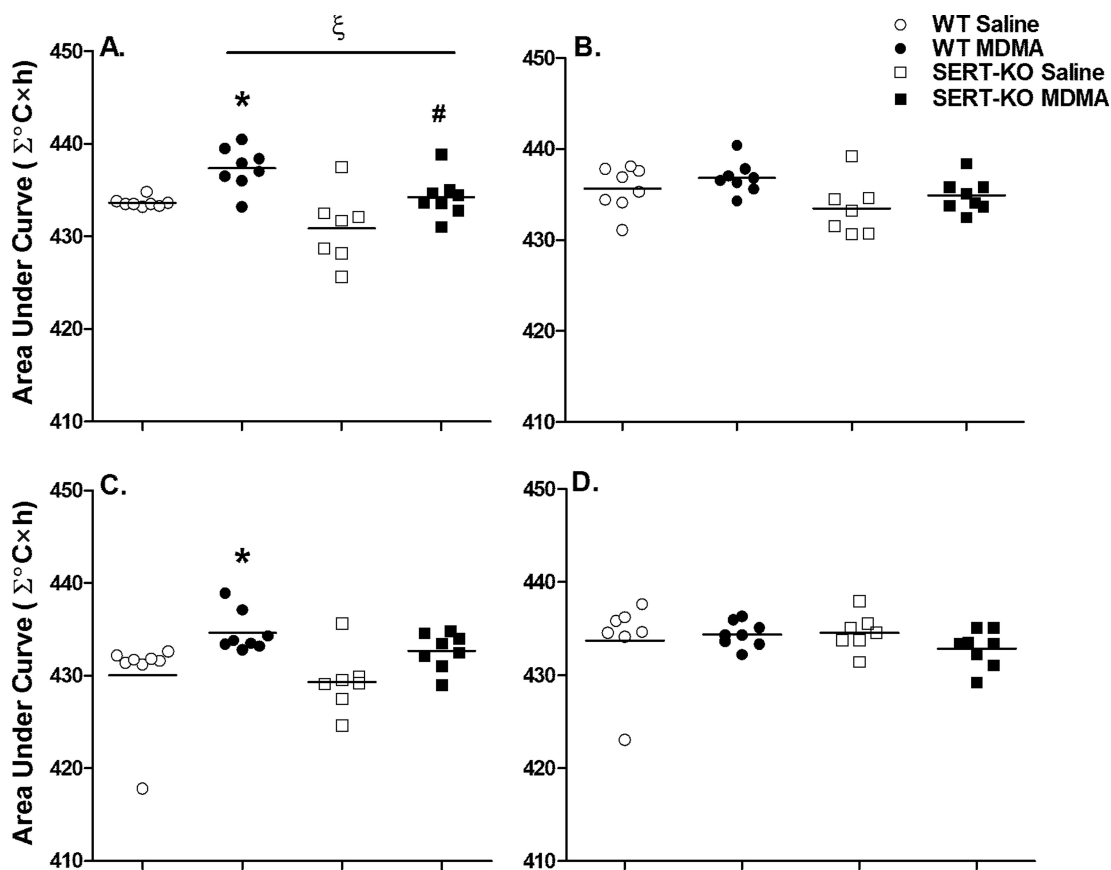 ξ
A.
*
#
450
440
430
420
410
Area Under Curve ( Σ°C×h)
B.
450
440
430
420
410
WT Saline
WT MDMA
SERT-KO Saline
SERT-KO MDMA
C.
*
450
440
430
420
410
Area Under Curve ( Σ°C×h)
D.
450
440
430
420
410